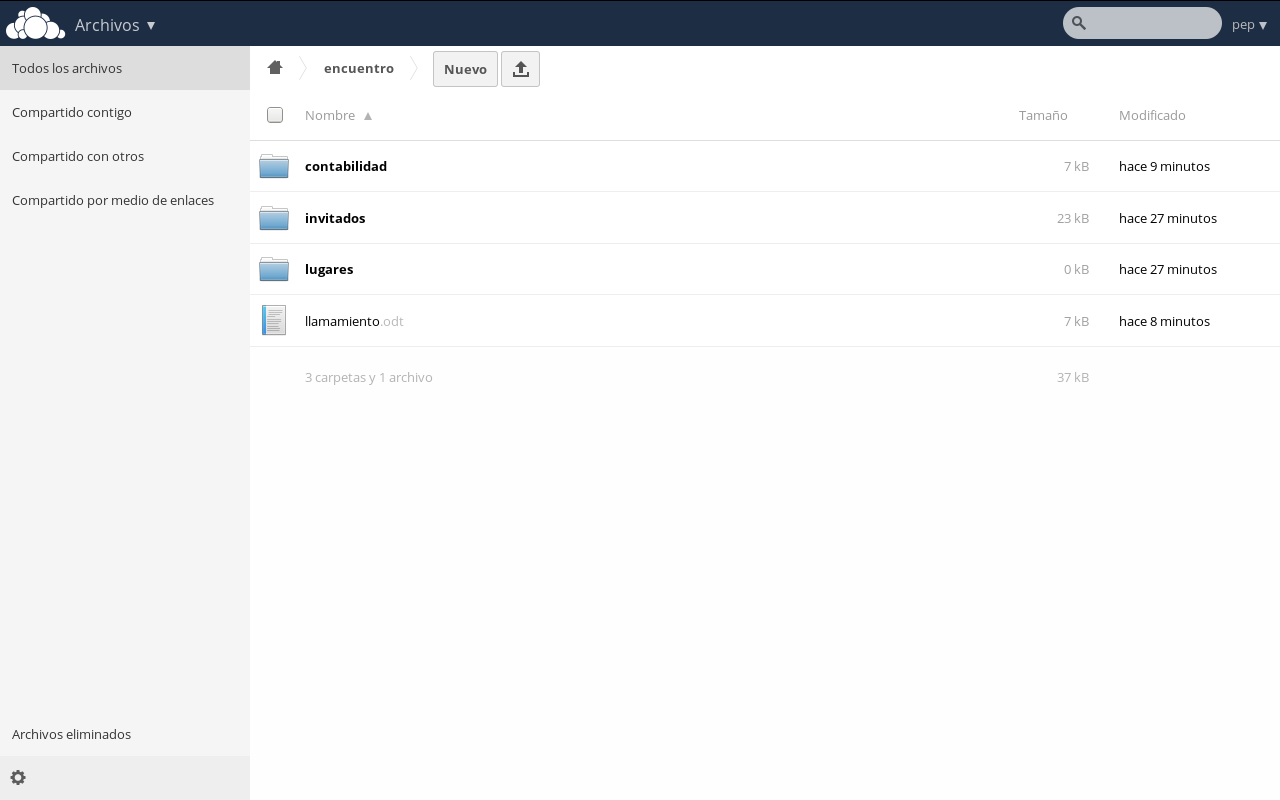 Archivos ▼
pep ▼
Todos los archivos
Compartido contigo
Compartido con otros
Compartido por medio de enlaces
Archivos eliminados
encuentro
Nuevo
Nombre ▲ Tamaño Modificado
contabilidad 7 kB hace 9 minutos
invitados 23 kB hace 27 minutos
lugares 0 kB hace 27 minutos
llamamiento.odt 7 kB hace 8 minutos
3 carpetas y 1 archivo 37 kB